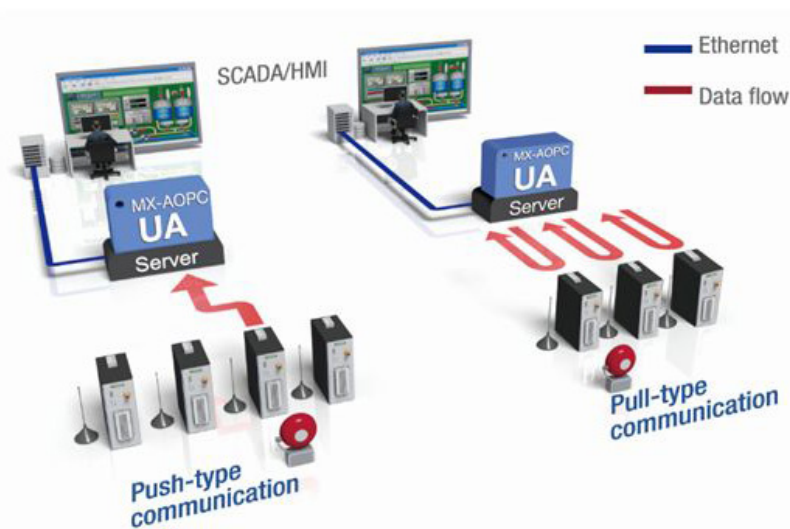 SCADA/HMI
Ethernet
Data flow
MX-AOPC
UA
Server
MX-AOPC
UA
Server
Push-type
communication
Pull-type
communication